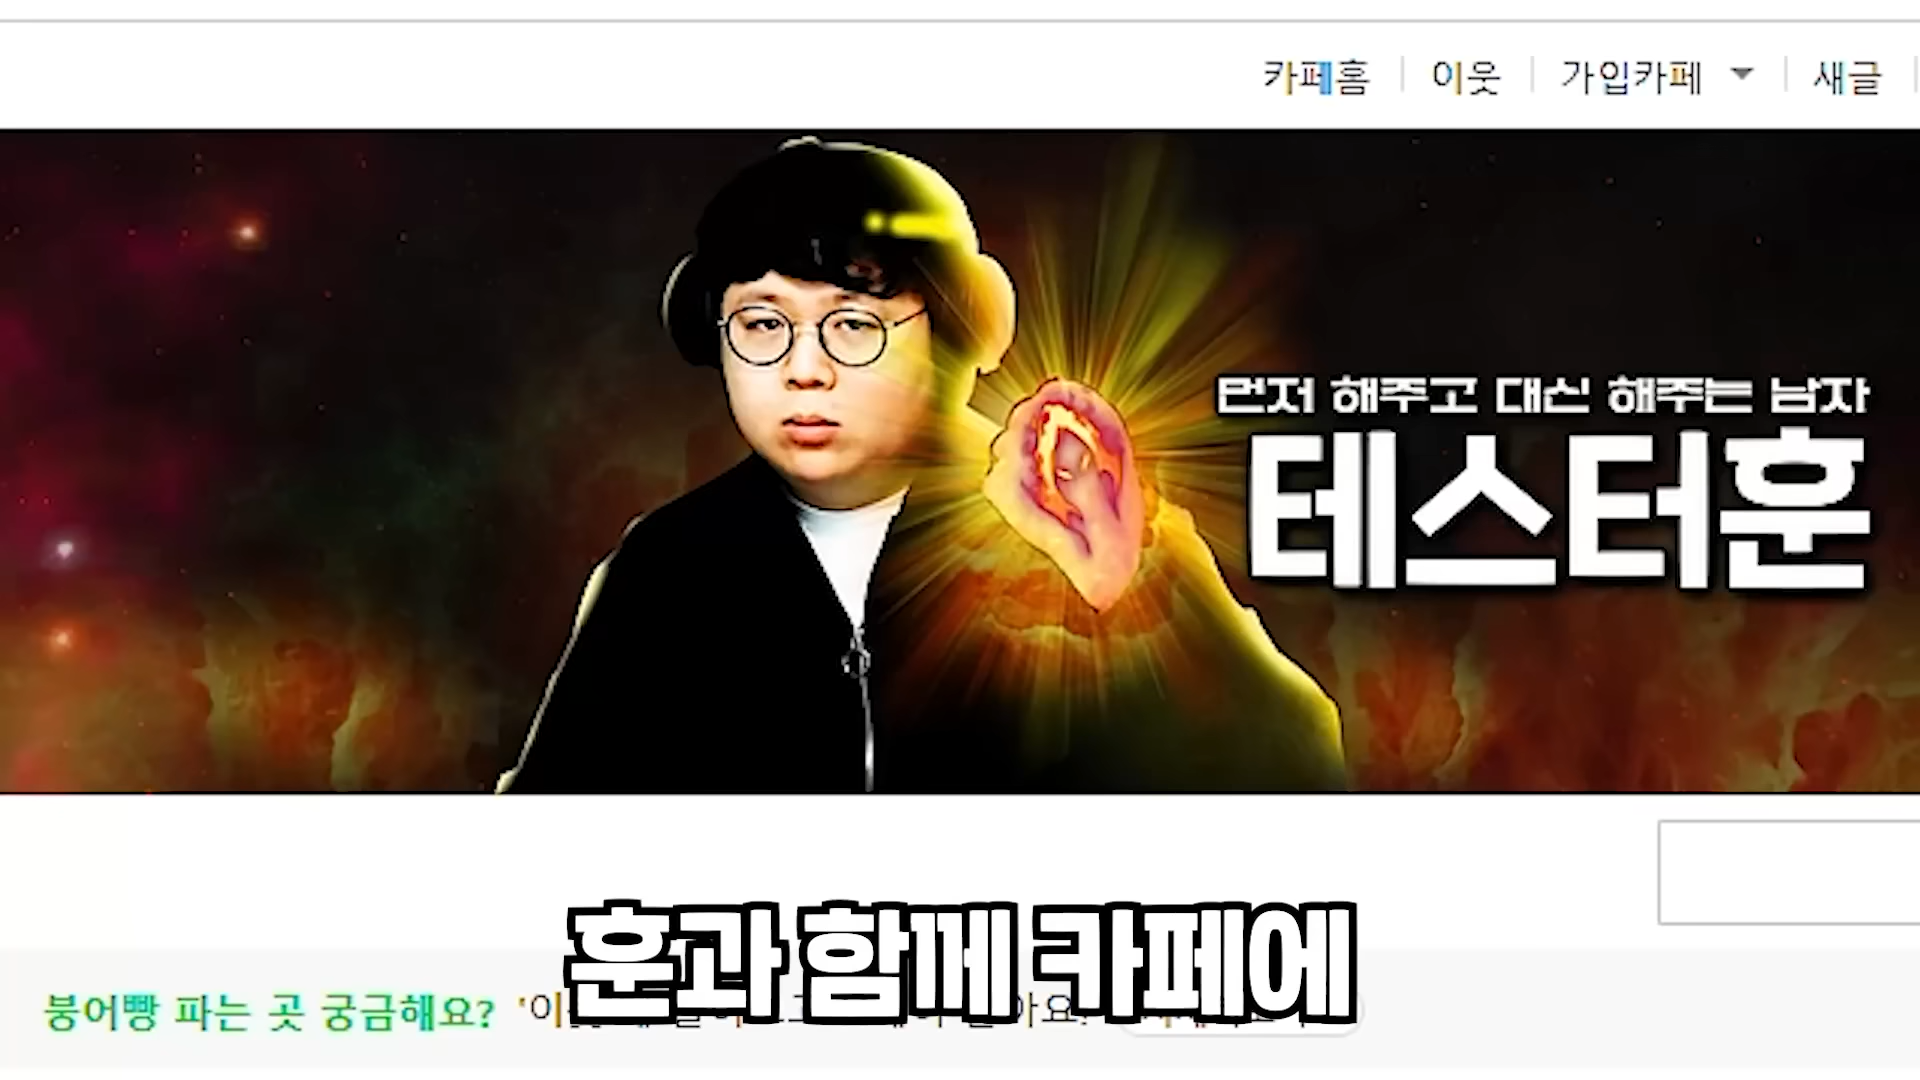 카페홈 이웃 가입카페 새글
먼저 해주고 대신 해주는 남자
테스터훈
훈과 함께 카페에
붕어빵 파는 곳 궁금해요?